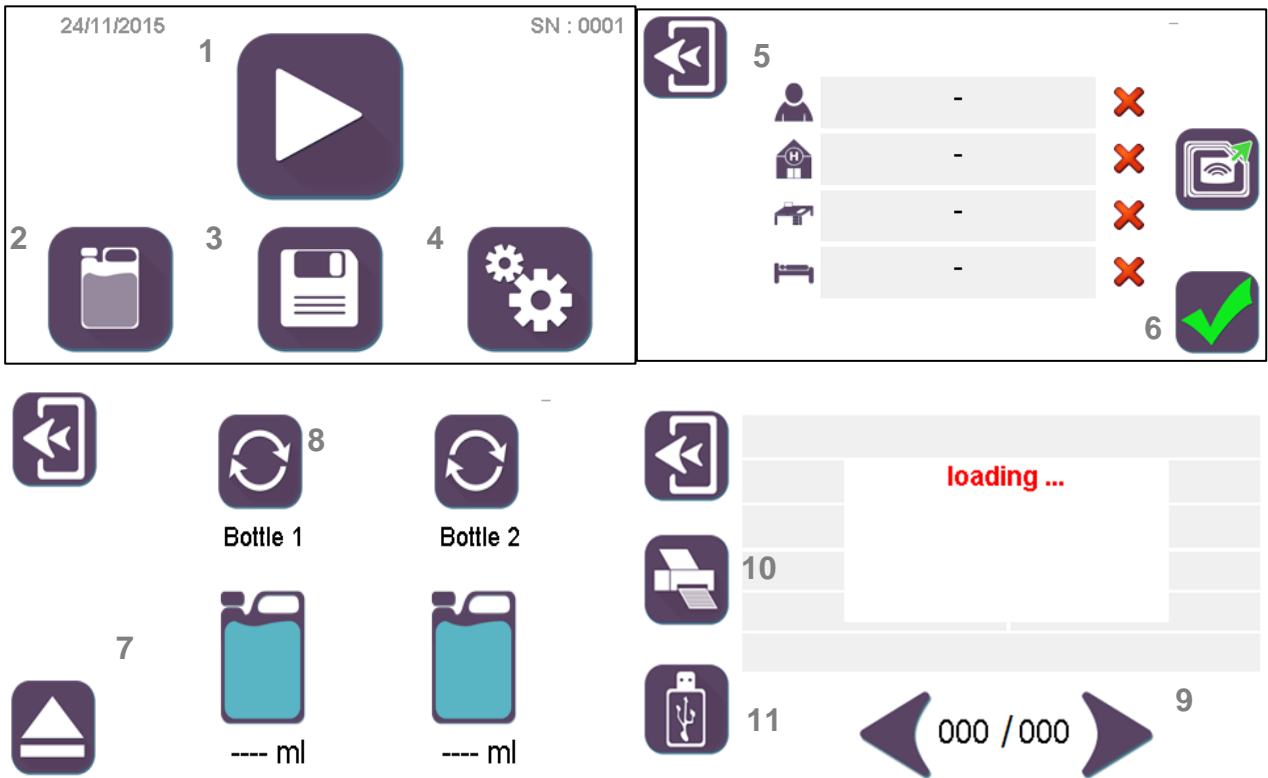 24/11/2015
SN : 0001
1
2
3
4
5
-
H
-
-
-
6
8
Bottle 1
Bottle 2
7
---- ml
---- ml
loading ...
10
11
000 / 000
9